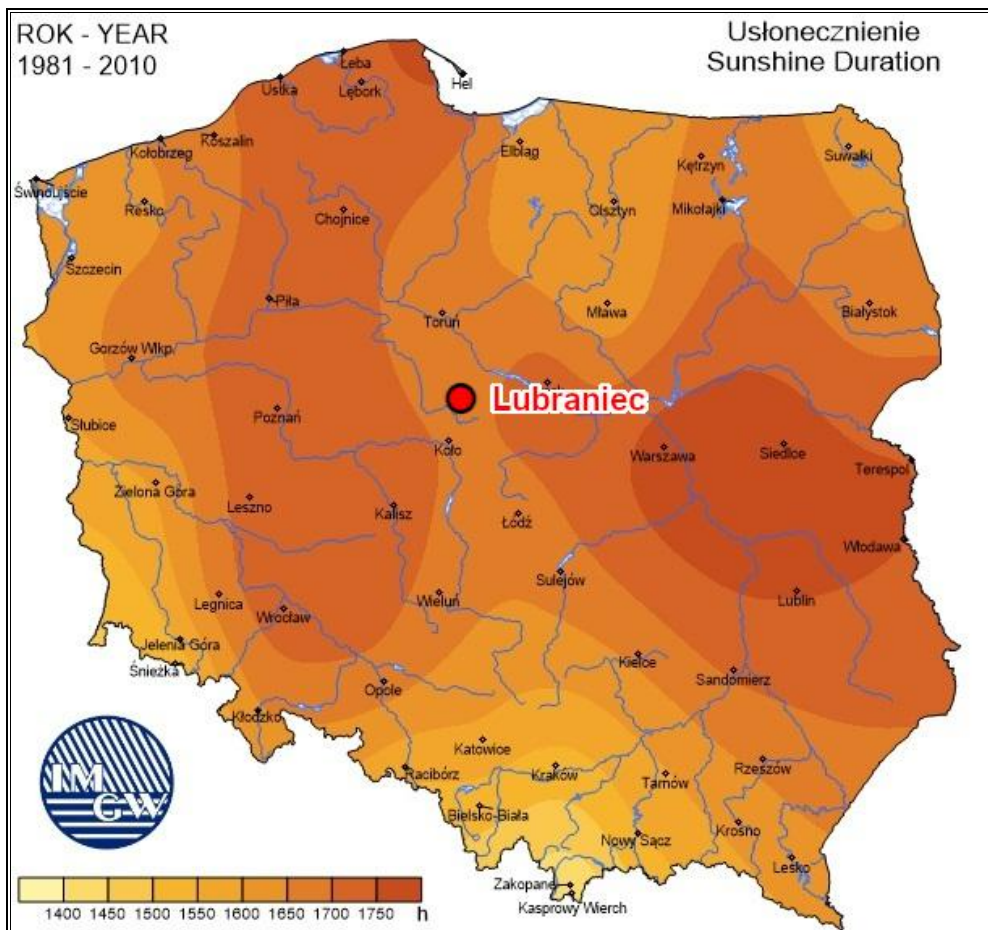 ROK - YEAR
1981 - 2010
Usłonecznienie
Sunshine Duration
Łeba
Hel
Ustka
Lębork
Koszalin
Kołobrzeg
Elbląg
Suwałki
Kętrzyn
Świnoujście
Resko
Chojnice
Olsztyn
Mikołajki
Szczecin
Piła
Mława
Białystok
Toruń
Gorzów Wlkp.
Lubraniec
Poznań
Słubice
Koło
Warszawa
Siedlce
Terespol
Zielona Góra
Leszno
Kalisz
Łódź
Włodawa
Sulejów
Legnica
Wrocław
Wieluń
Lublin
Jelenia Góra
Śnieżka
Kielce
Sandomierz
Opole
Kłodzko
Katowice
Racibórz
Kraków
Tarnów
Rzeszów
Bielsko-Biała
Nowy Sącz
Krosno
Lesko
Zakopane
Kasprowy Wierch
IM
GW
1400 1450 1500 1550 1600 1650 1700 1750 h